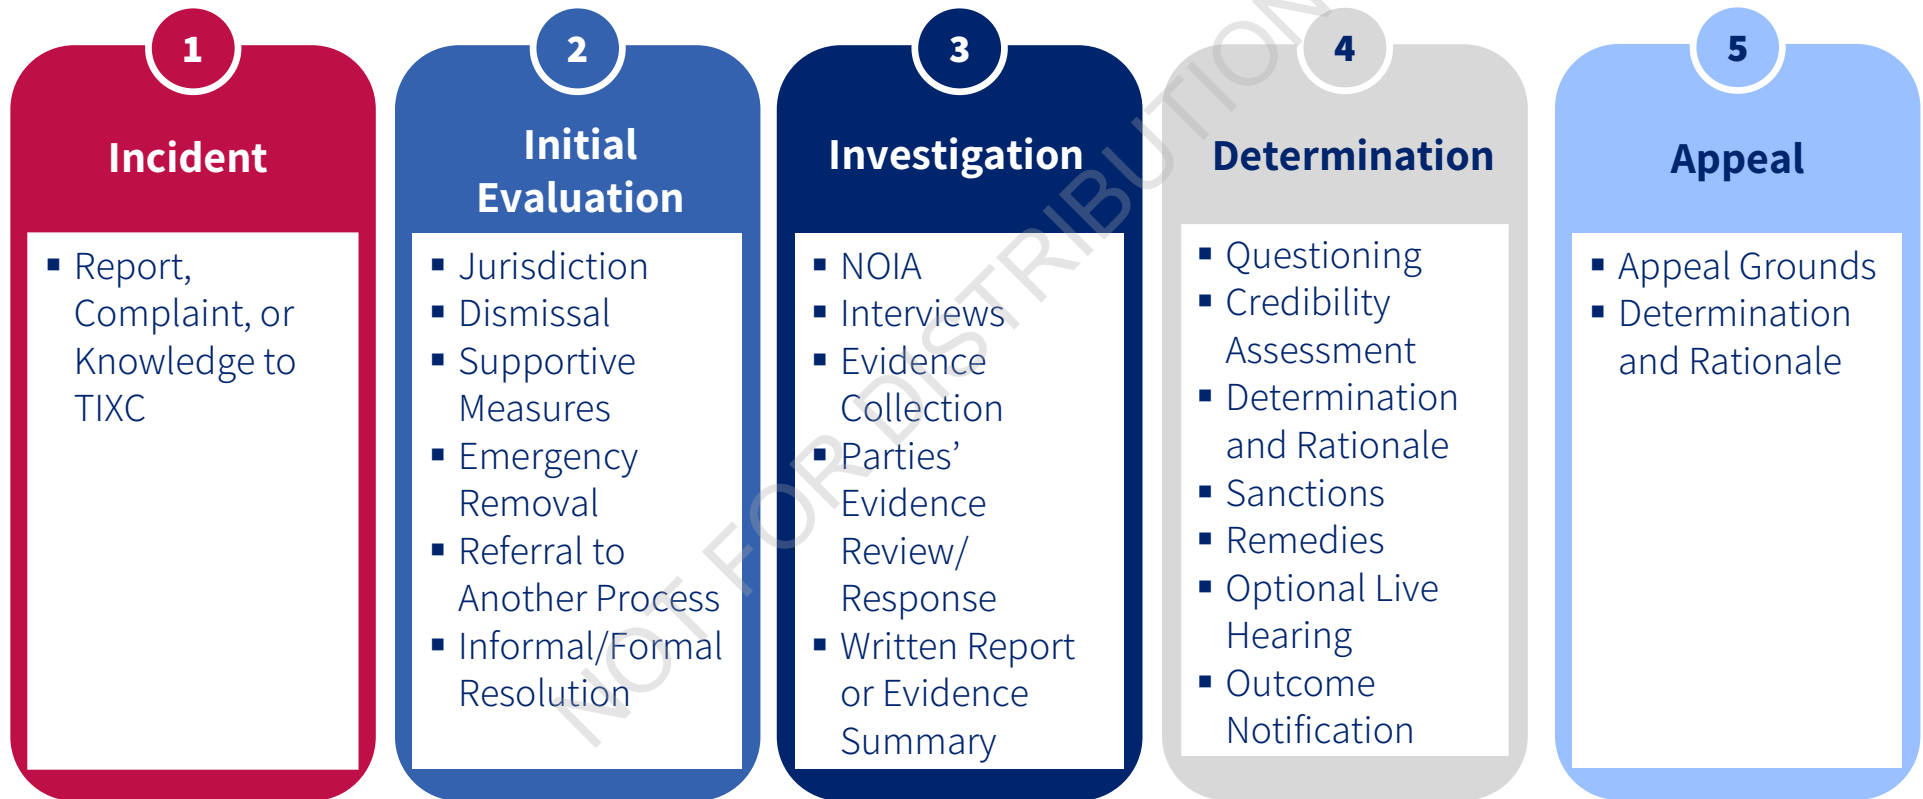 1
Incident
▪ Report,
Complaint, or
Knowledge to
TIXC
2
Initial
Evaluation
▪ Jurisdiction
▪ Dismissal
▪ Supportive
Measures
▪ Emergency
Removal
▪ Referral to
Another Process
▪ Informal/Formal
Resolution
3
Investigation
▪ NOIA
▪ Interviews
▪ Evidence
Collection
▪ Parties’
Evidence
Review/
Response
▪ Written Report
or Evidence
Summary
4
Determination
▪ Questioning
▪ Credibility
Assessment
▪ Determination
and Rationale
▪ Sanctions
▪ Remedies
▪ Optional Live
Hearing
▪ Outcome
Notification
5
Appeal
▪ Appeal Grounds
▪ Determination
and Rationale
NOT FOR DISTRIBUTION